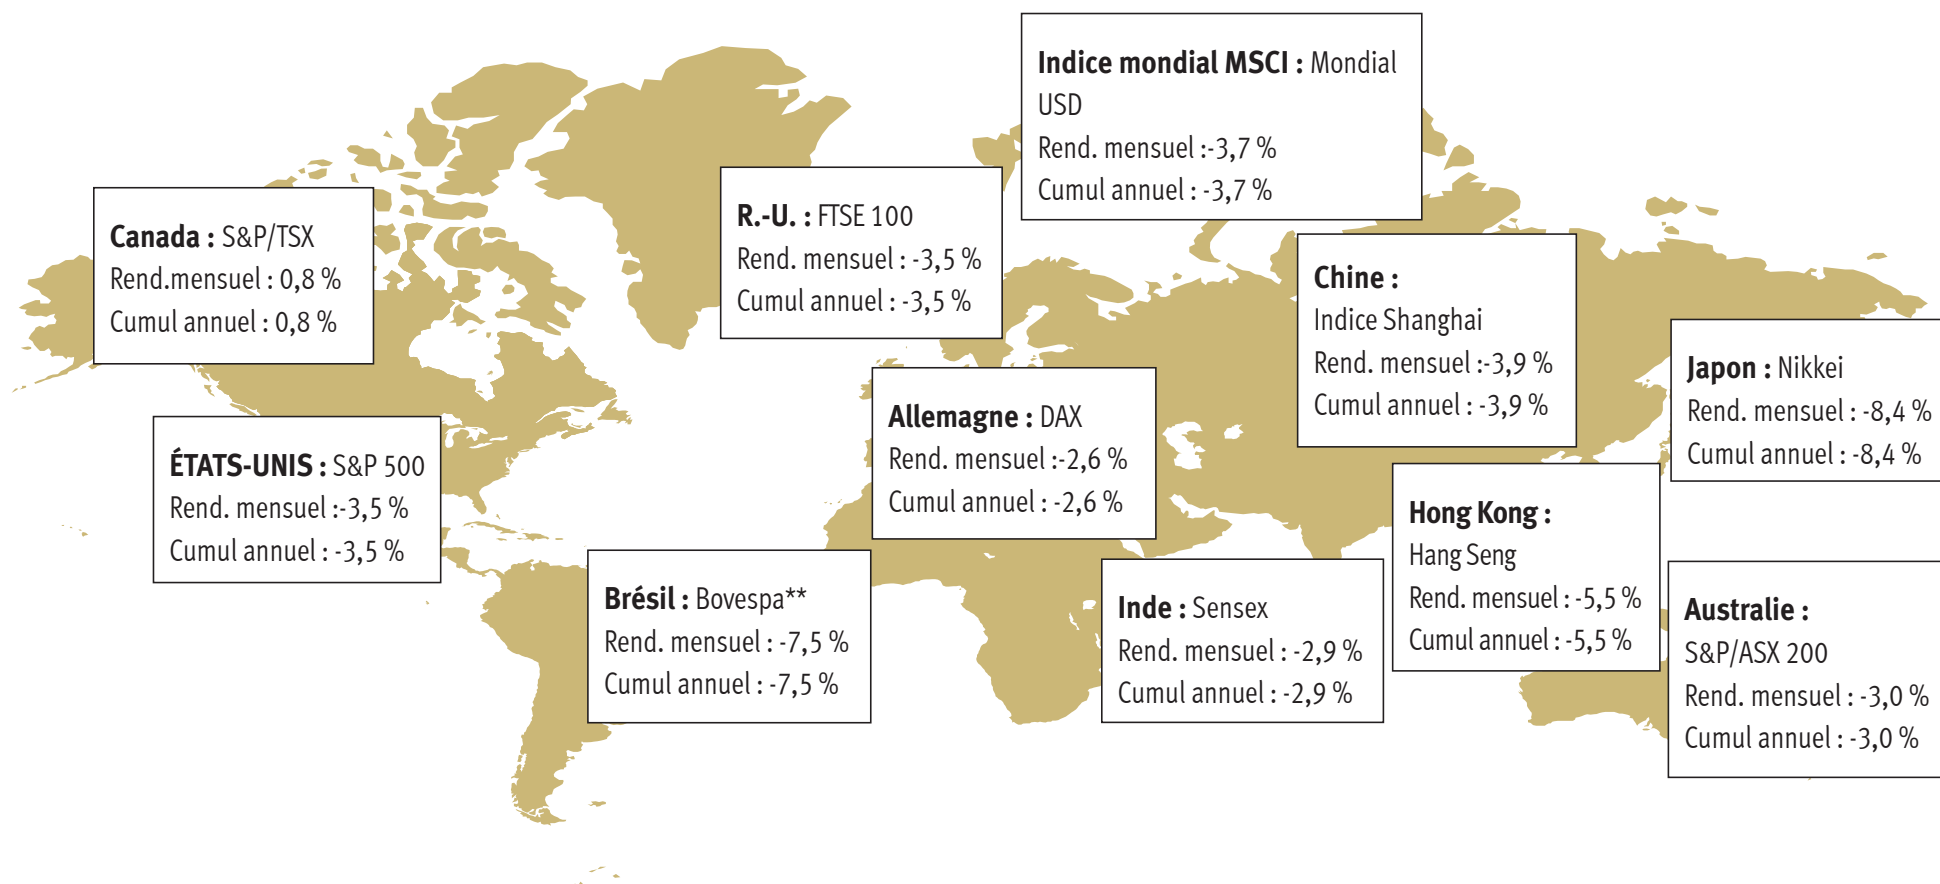 Indice mondial MSCI : Mondial
USD
Rend. mensuel :-3,7 %
Cumul annuel : -3,7 %
Canada : S&P/TSX
Rend.mensuel : 0,8 %
Cumul annuel : 0,8 %
R.-U. : FTSE 100
Rend. mensuel : -3,5 %
Cumul annuel : -3,5 %
Chine :
Indice Shanghai
Rend. mensuel :-3,9 %
Cumul annuel : -3,9 %
Japon : Nikkei
Rend. mensuel : -8,4 %
Cumul annuel : -8,4 %
Allemagne : DAX
Rend. mensuel :-2,6 %
Cumul annuel : -2,6 %
ÉTATS-UNIS : S&P 500
Rend. mensuel :-3,5 %
Cumul annuel : -3,5 %
Hong Kong :
Hang Seng
Rend. mensuel : -5,5 %
Cumul annuel : -5,5 %
Brésil : Bovespa**
Rend. mensuel : -7,5 %
Cumul annuel : -7,5 %
Inde : Sensex
Rend. mensuel : -2,9 %
Cumul annuel : -2,9 %
Australie :
S&P/ASX 200
Rend. mensuel : -3,0 %
Cumul annuel : -3,0 %